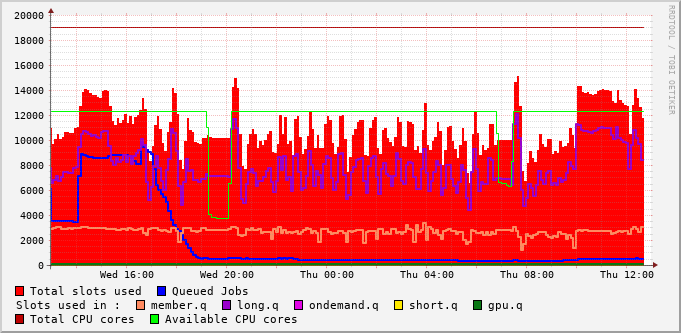 20000
18000
16000
14000
12000
10000
8000
6000
4000
2000
0
Wed 16:00 Wed 20:00 Thu 00:00 Thu 04:00 Thu 08:00 Thu 12:00
Total slots used Queued Jobs
Slots used in : member.q long.q ondemand.q short.q gpu.q
Total CPU cores Available CPU cores
RRDTOOL / TOBI OETIKER